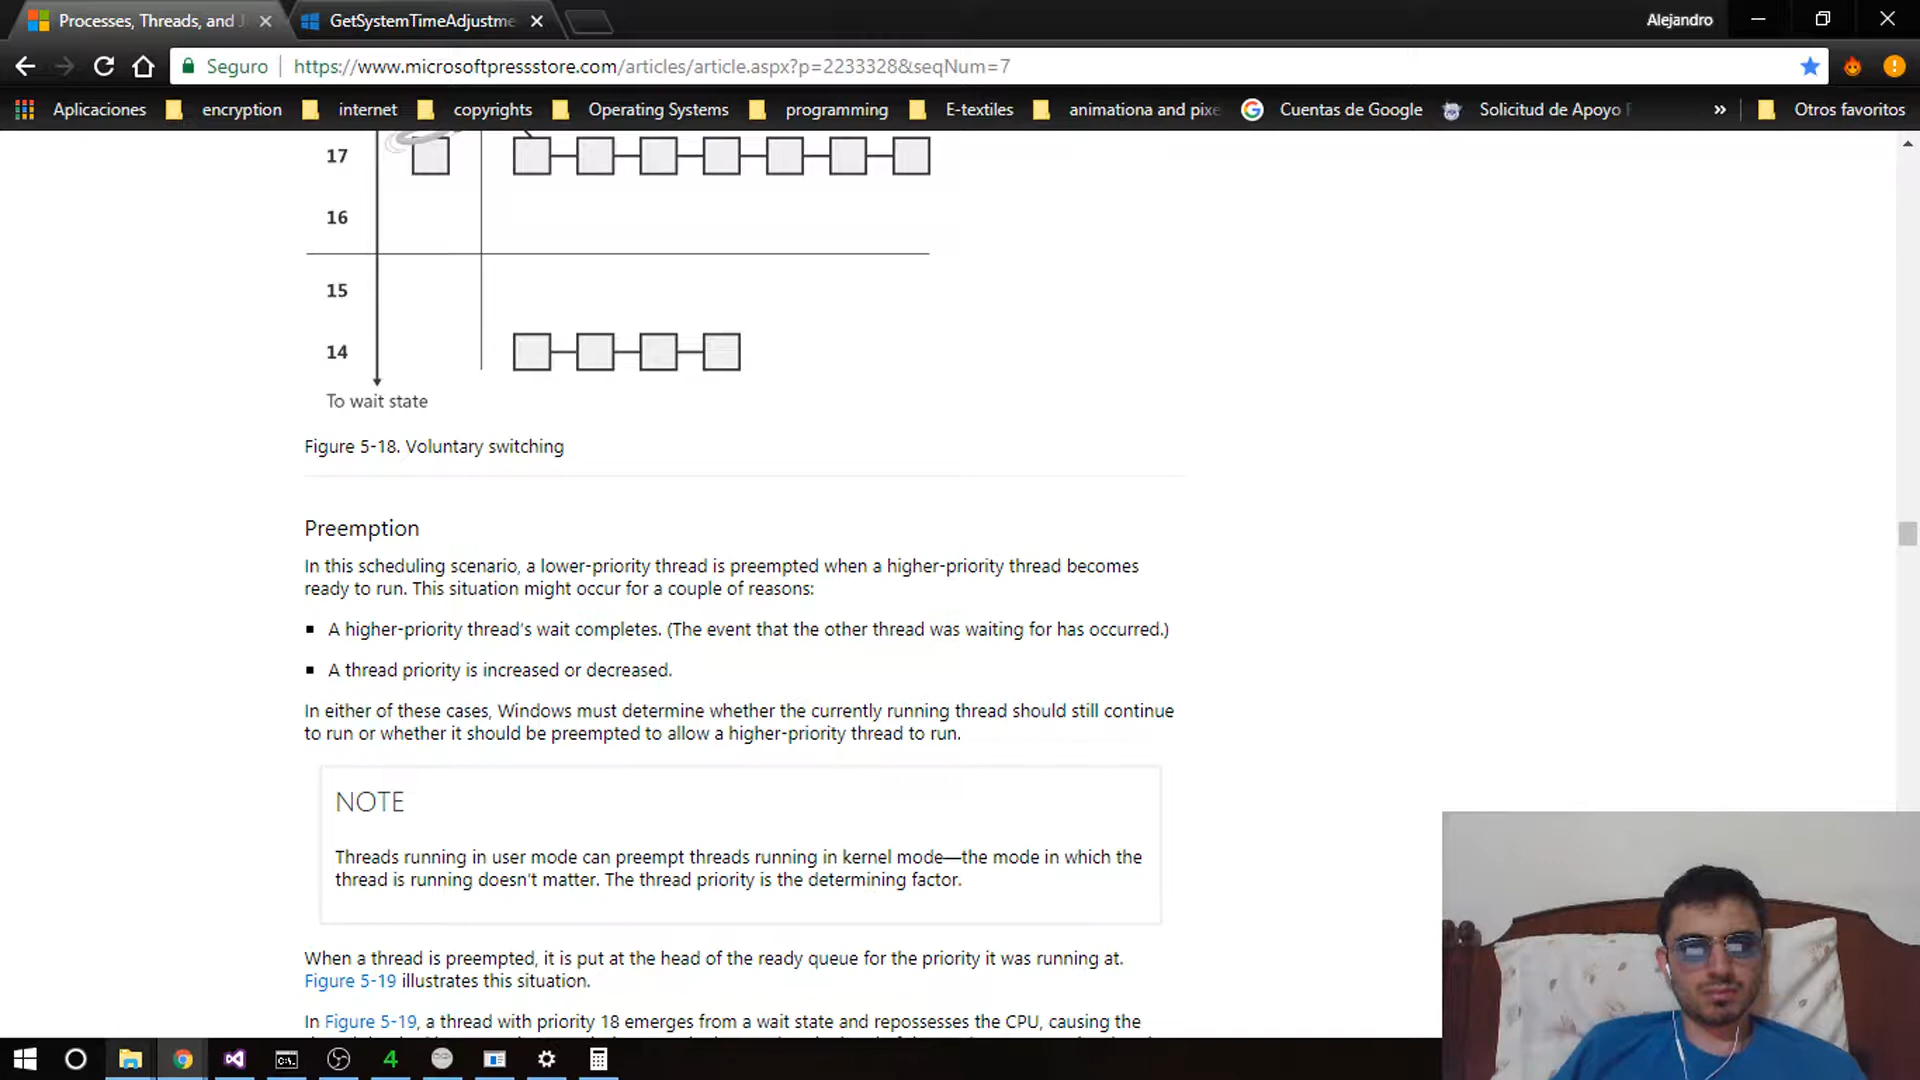 Processes, Threads, and J
GetSystemTimeAdjustme
Alejandro
Seguro
https://www.microsoftpressstore.com/articles/article.aspx?p=2233328&seqNum=7
Aplicaciones
encryption
internet
copyrights
Operating Systems
programming
E-textiles
animationa and pixe
Cuentas de Google
Solicitud de Apoyo
»
Otros favoritos
17
16
15
14
To wait state
Figure 5-18. Voluntary switching
Preemption
In this scheduling scenario, a lower-priority thread is preempted when a higher-priority thread becomes
ready to run. This situation might occur for a couple of reasons:
A higher-priority thread's wait completes. (The event that the other thread was waiting for has occurred.)
A thread priority is increased or decreased.
In either of these cases, Windows must determine whether the currently running thread should still continue
to run or whether it should be preempted to allow a higher-priority thread to run.
NOTE
Threads running in user mode can preempt threads running in kernel mode—the mode in which the
thread is running doesn't matter. The thread priority is the determining factor.
When a thread is preempted, it is put at the head of the ready queue for the priority it was running at.
Figure 5-19 illustrates this situation.
In Figure 5-19, a thread with priority 18 emerges from a wait state and repossesses the CPU, causing the
4